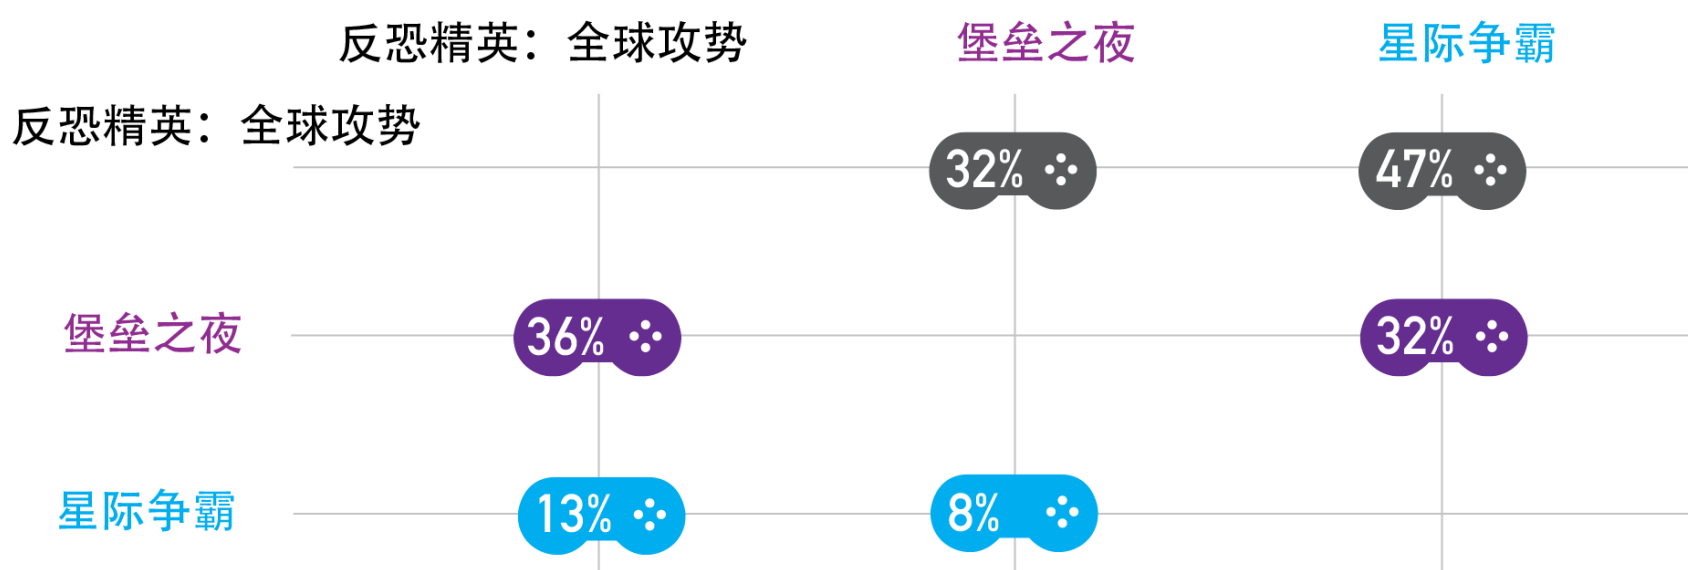 反恐精英：全球攻势 堡垒之夜 星际争霸
反恐精英：全球攻势
32% 47%
堡垒之夜 36% 32%
星际争霸 13% 8%